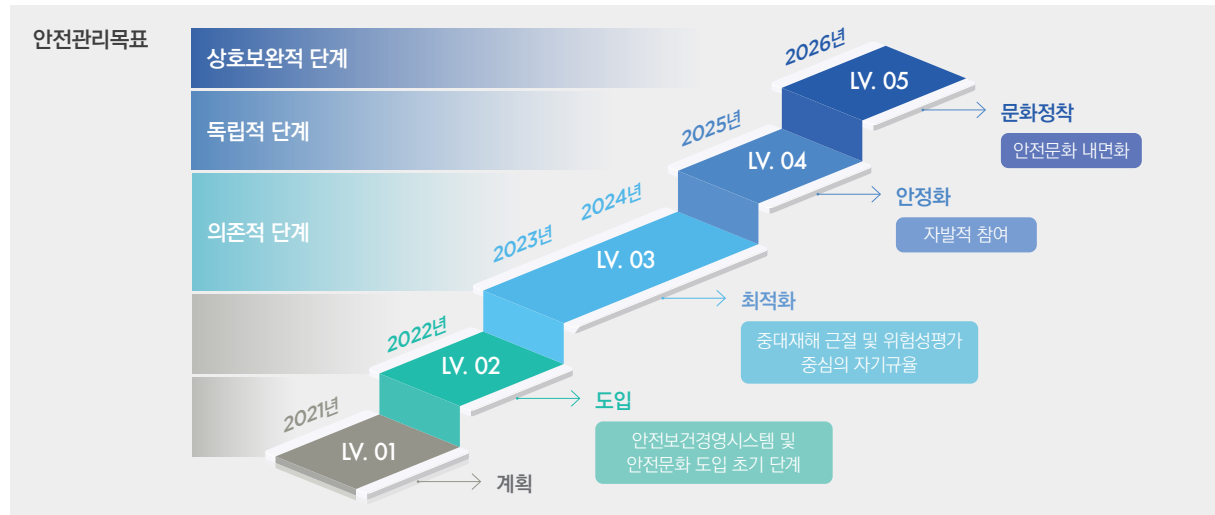 안전관리목표
상호보완적 단계
독립적 단계
의존적 단계
2026년
LV. 05
문화정착
안전문화 내면화
2025년
LV. 04
안정화
자발적 참여
2024년
2023년
LV. 03
최적화
중대재해 근절 및 위험성평가
중심의 자기규율
2022년
LV. 02
도입
안전보건경영시스템 및
안전문화 도입 초기 단계
2021년
LV. 01
계획